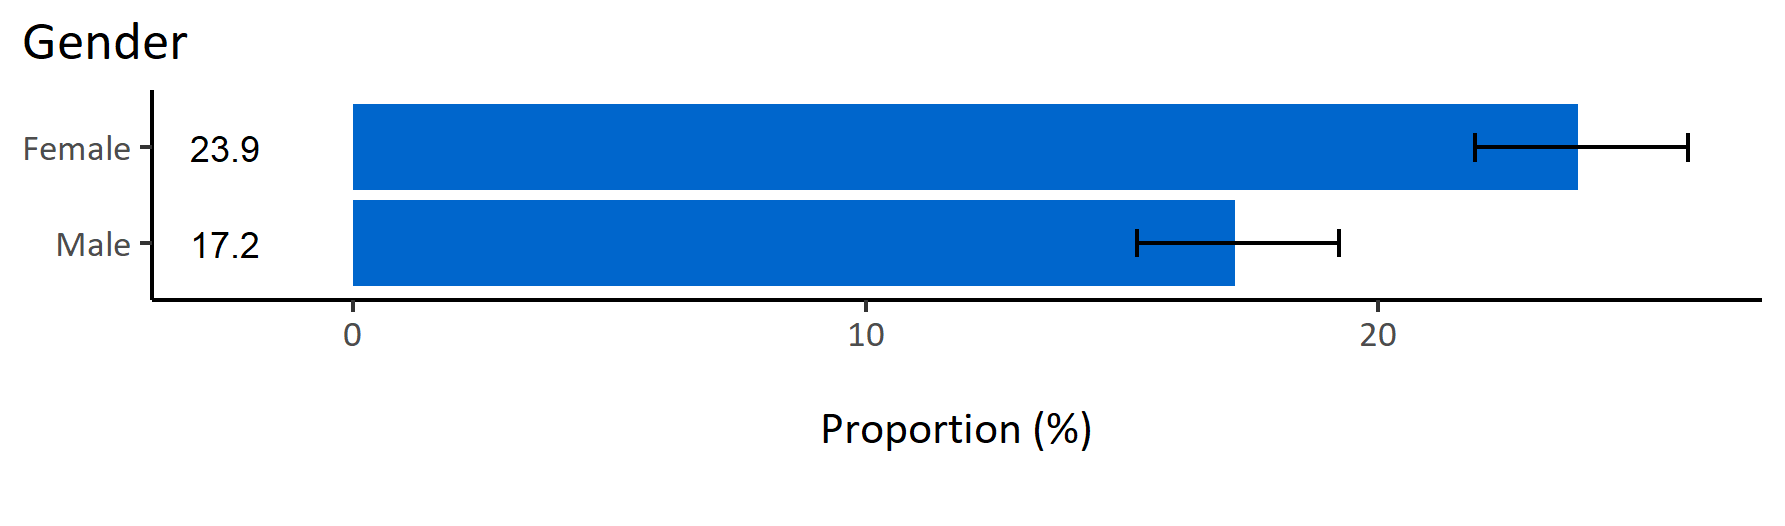 Gender
Female 23.9
Male 17.2
0 10 20
Proportion (%)